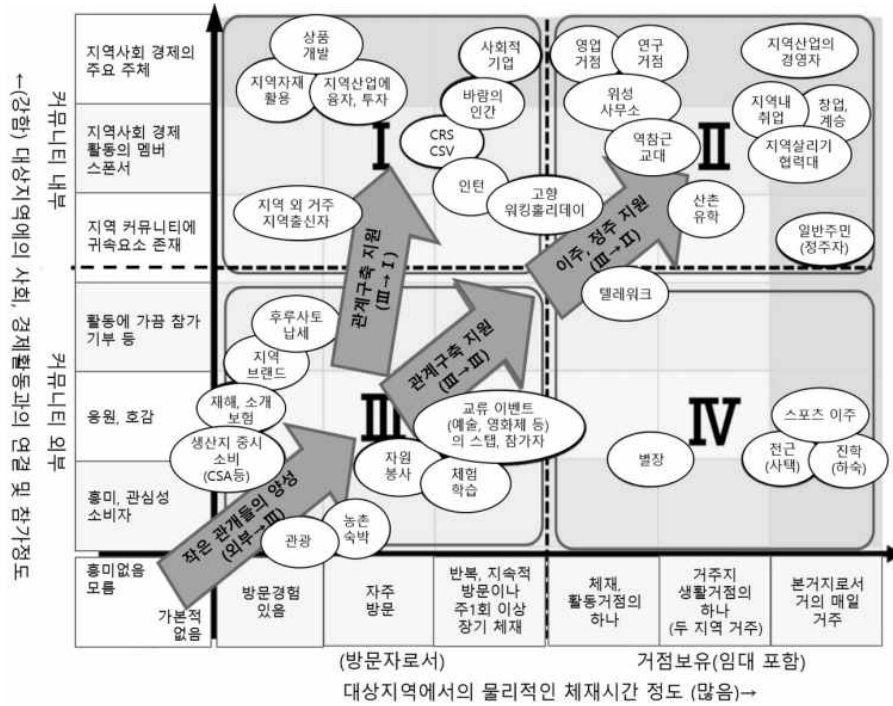 ←(강함) 대상지역에의 사회, 경제활동과의 연결 및 참가정도
커뮤니티 내부
커뮤니티 외부
지역사회 경제의
주요 주체
지역사회 경제
활동의 멤버
스폰서
지역 커뮤니티에
귀속요소 존재
활동에 가끔 참가
기부 등
응원, 호감
흥미, 관심성
소비자
흥미없음
모름
가본적
없음
상품
개발
지역자재
활용
지역산업에
융자, 투자
사회적
기업
바람의
인간
CRS
CSV
I
인턴
지역 외 거주
지역출신자
고향
워킹홀리데이
영업
거점
연구
거점
지역산업의
경영자
위성
사무소
지역내
취업
창업,
계승
역참근
교대
II
지역살리기
협력대
산촌
유학
일반주민
(정주자)
관계구축 지원
(III→I)
이주, 정주 지원
(III→II)
관계구축 지원
(III→III)
작은 관개들의 양성
(외부→III)
후루사토
납세
지역
브랜드
재해, 소개
보험
생산지 중시
소비
(CSA등)
III
교류 이벤트
(예술, 영화제 등)
의 스탭, 참가자
자원
봉사
체험
학습
농촌
숙박
관광
텔레워크
IV
스포츠 이주
별장
전근
(사택)
진학
(하숙)
방문경험
있음
자주
방문
반복, 지속적
방문이나
주1회 이상
장기 체재
체재,
활동거점의
하나
거주지
생활거점의
하나
(두 지역 거주)
본거지로서
거의 매일
거주
(방문자로서)
거점보유(임대 포함)
대상지역에서의 물리적인 체재시간 정도 (많음)→